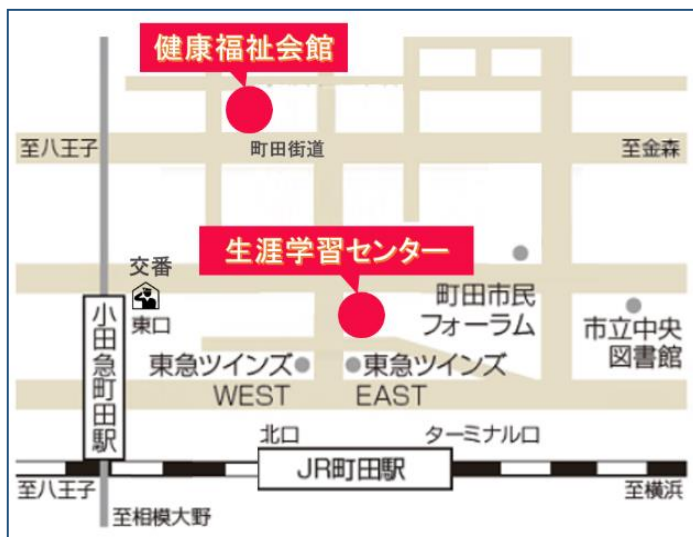 健康福祉会館
至八王子
町田街道
至金森
生涯学習センター
交番
東口
小田急町田駅
町田市民
フォーラム
市立中央
図書館
東急ツインズ
WEST
東急ツインズ
EAST
北口
ターミナル口
JR町田駅
至八王子
至横浜
至相模大野